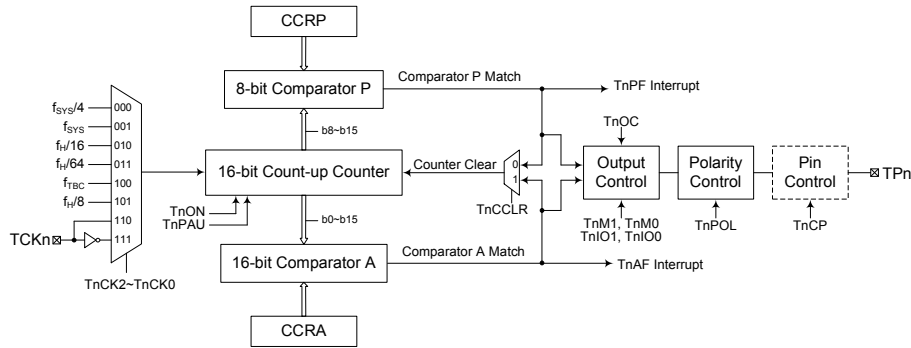 CCRP
8-bit Comparator P
Comparator P Match
TnPF Interrupt
b8~b15
TnOC
fSYS/4
000
fSYS
001
fH/16
010
fH/64
011
fTBC
100
fH/8
101
110
111
TCKn
TnCK2~TnCK0
16-bit Count-up Counter
Counter Clear
0
1
TnCCLR
Output
Control
Polarity
Control
Pin
Control
TPn
TnON
TnPAU
b0~b15
TnM1, TnM0
TnIO1, TnIO0
TnPOL
TnCP
16-bit Comparator A
Comparator A Match
TnAF Interrupt
CCRA